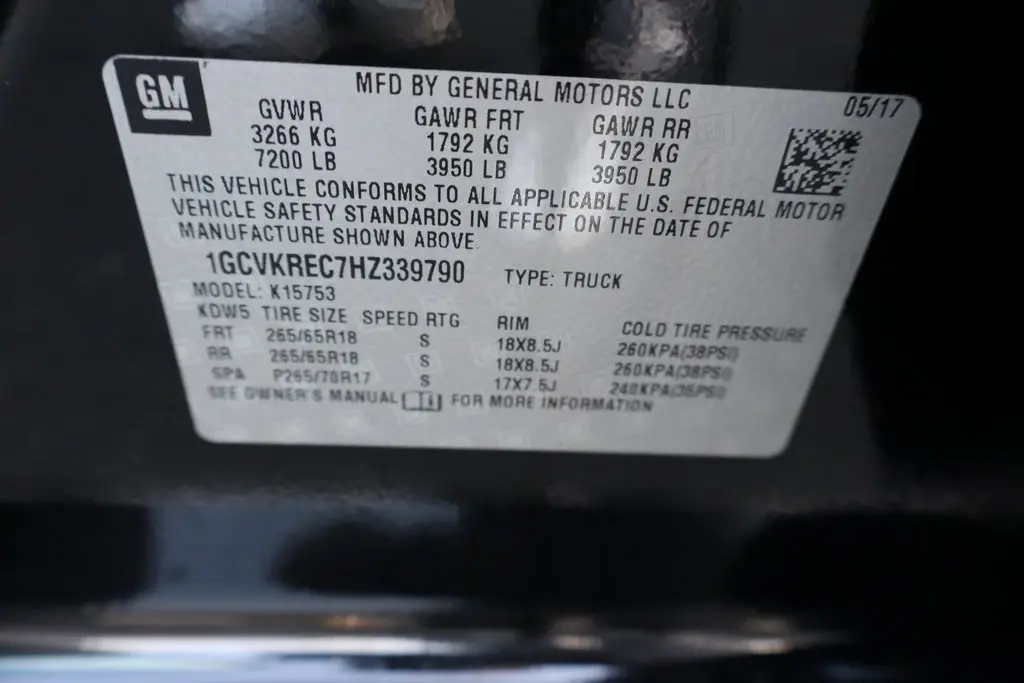 GM
MFD BY GENERAL MOTORS LLC
05/17
GVWR GAWR FRT GAWR RR
3266 KG 1792 KG 1792 KG
7200 LB 3950 LB 3950 LB
THIS VEHICLE CONFORMS TO ALL APPLICABLE U.S. FEDERAL MOTOR
VEHICLE SAFETY STANDARDS IN EFFECT ON THE DATE OF
MANUFACTURE SHOWN ABOVE.
1GCVKREC7HZ339790 TYPE: TRUCK
MODEL: K15753
KDW5 TIRE SIZE SPEED RTG RIM COLD TIRE PRESSURE
FRT 265/65R18 S 18X8.5J 260KPA(38PSI)
RR 265/65R18 S 18X8.5J 260KPA(38PSI)
SPA P265/70R17 S 17X7.5J 240KPA(35PSI)
SEE OWNER'S MANUAL FOR MORE INFORMATION